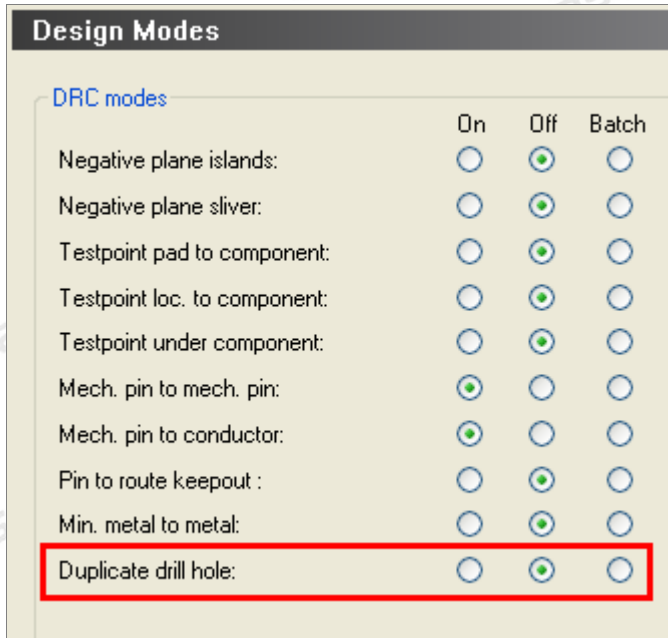 Design Modes
DRC modes
On Off Batch
Negative plane islands:
Negative plane sliver:
Testpoint pad to component:
Testpoint loc. to component:
Testpoint under component:
Mech. pin to mech. pin:
Mech. pin to conductor:
Pin to route keepout :
Min. metal to metal:
Duplicate drill hole: